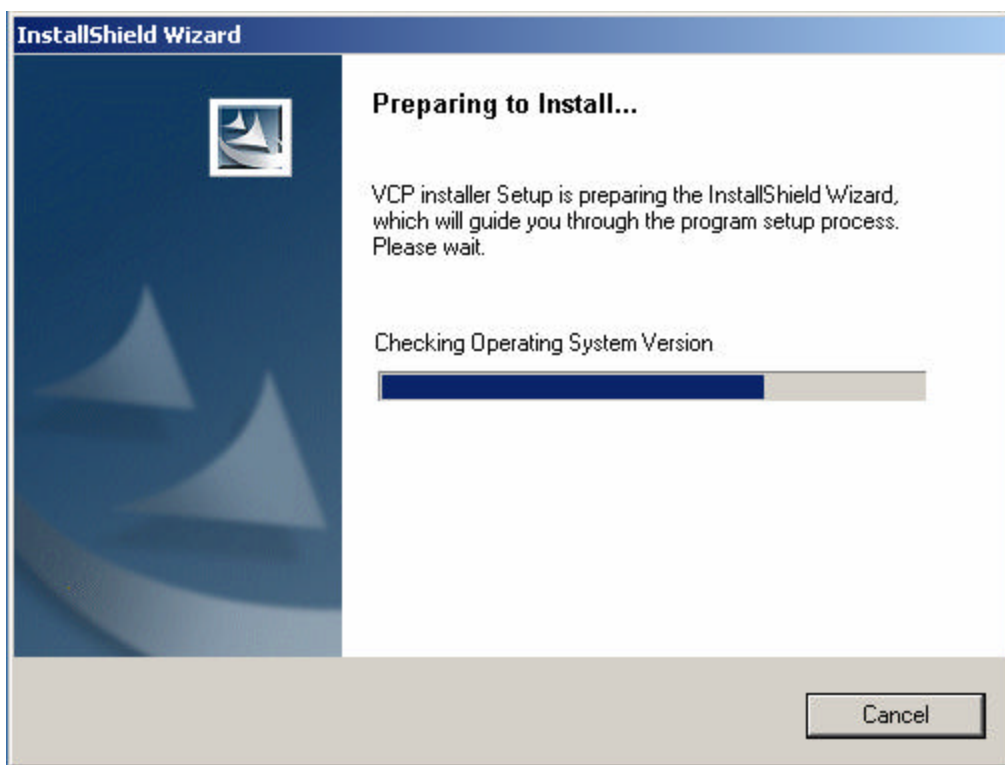 InstallShield Wizard
Preparing to Install...
VCP installer Setup is preparing the InstallShield Wizard,
which will guide you through the program setup process.
Please wait.
Checking Operating System Version
Cancel